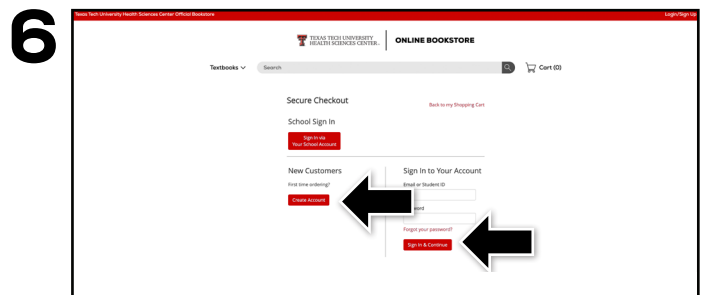 6
Texas Tech University Health Sciences Center Official Bookstore
Login/Sign Up
TEXAS TECH UNIVERSITY
HEALTH SCIENCES CENTER.
ONLINE BOOKSTORE
Textbooks
Search
Cart (0)
Secure Checkout
Back to my Shopping Cart
School Sign In
Sign In via
Your School Account
New Customers
First time ordering?
Create Account
Sign In to Your Account
Email or Student ID
Forgot your password?
Sign In & Continue